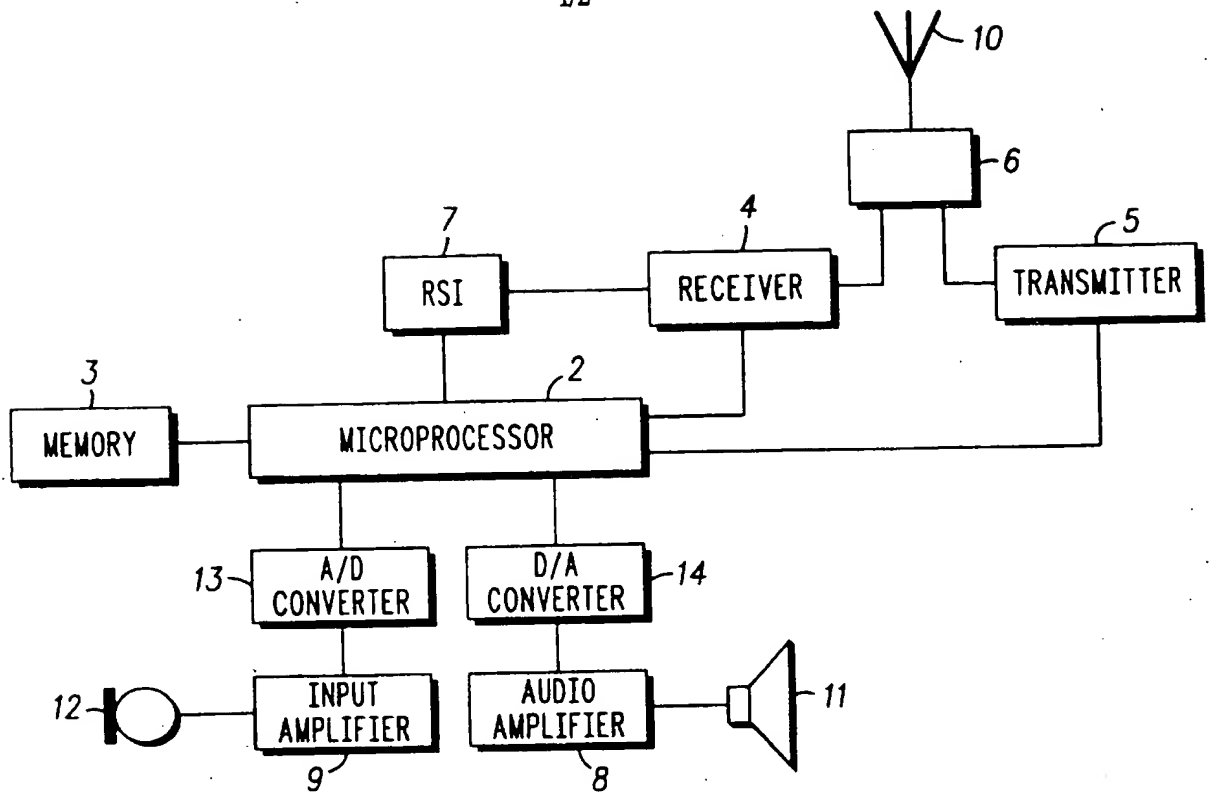 10
6
7
4
5
RSI
RECEIVER
TRANSMITTER
3
2
MEMORY
MICROPROCESSOR
13
A/D
CONVERTER
D/A
CONVERTER
14
12
INPUT
AMPLIFIER
AUDIO
AMPLIFIER
11
9
8